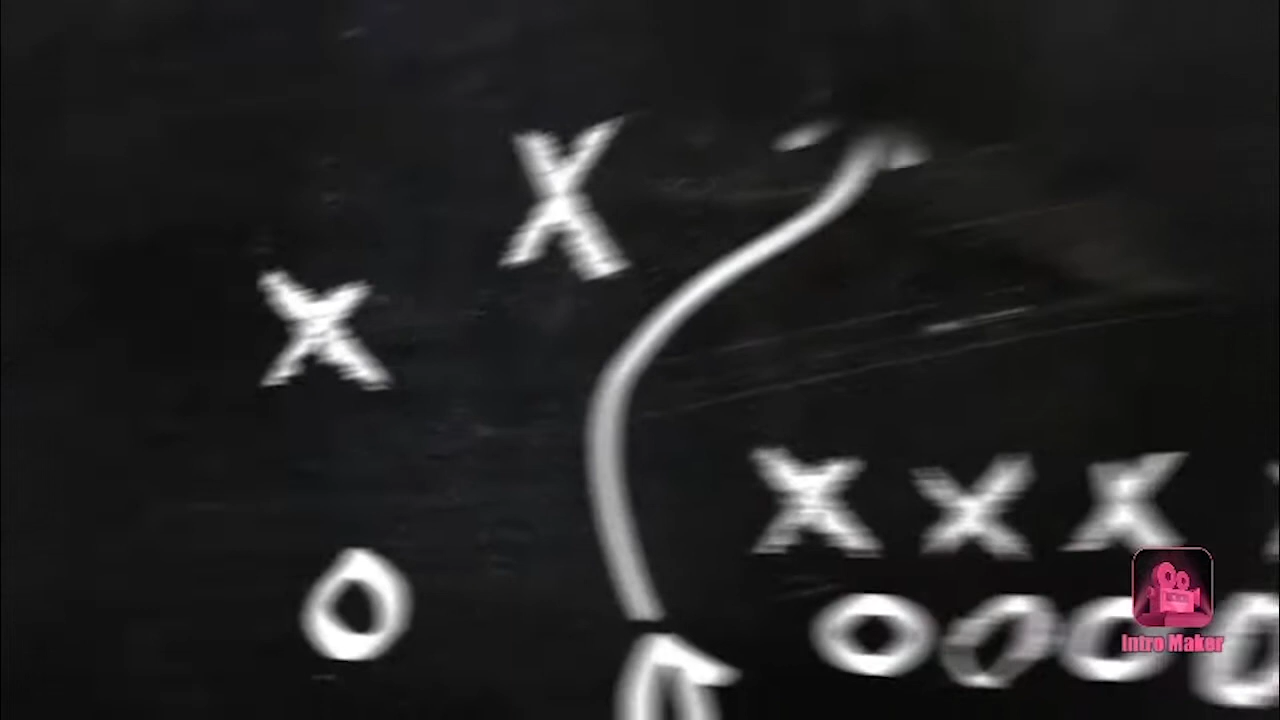 X
X
X X X
O O O O O
Intro Maker